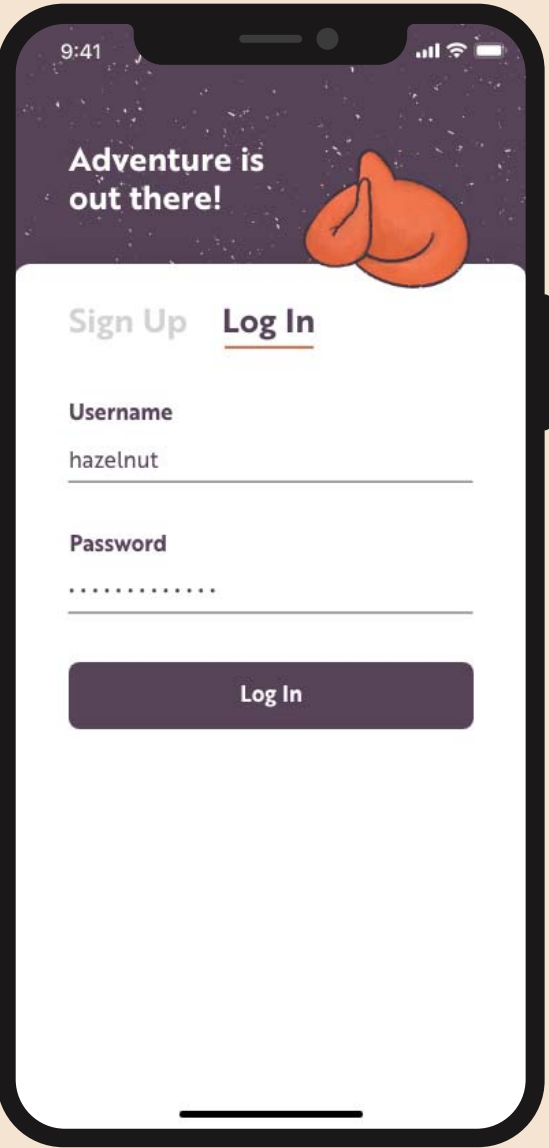 9:41
Adventure is
out there!
Sign Up Log In
Username
hazelnut
Password
.............
Log In